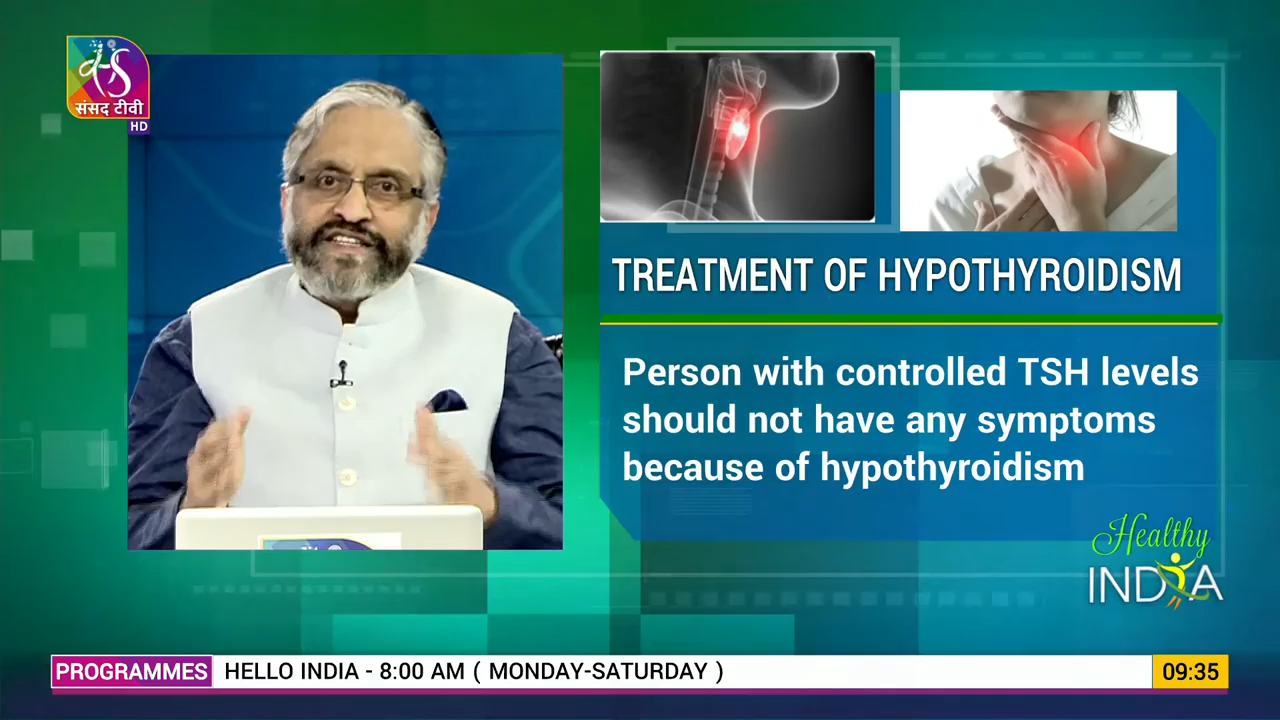 संसद टीवी
HD
TREATMENT OF HYPOTHYROIDISM
Person with controlled TSH levels
should not have any symptoms
because of hypothyroidism
Healthy
INDIA
PROGRAMMES HELLO INDIA - 8:00 AM ( MONDAY-SATURDAY ) 09:35